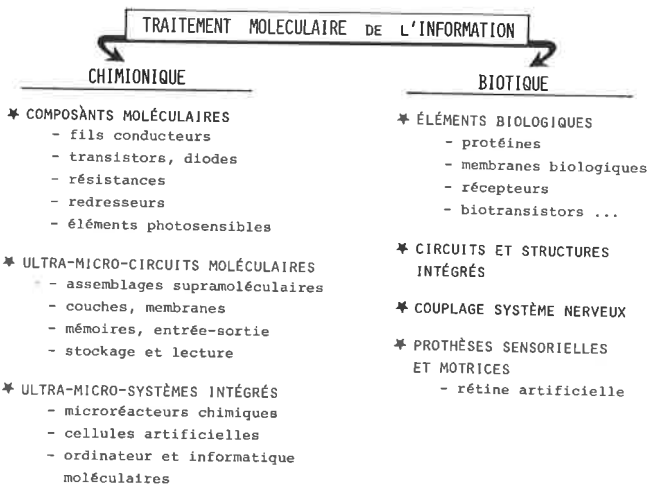 TRAITEMENT MOLECULAIRE DE L'INFORMATION
CHIMIONIQUE
★ COMPOSÀNTS MOLÉCULAIRES
- fils conducteurs
- transistors, diodes
- résistances
- redresseurs
- éléments photosensibles
★ ULTRA-MICRO-CIRCUITS MOLÉCULAIRES
- assemblages supramoléculaires
- couches, membranes
- mémoires, entrée-sortie
- stockage et lecture
★ ULTRA-MICRO-SYSTÈMES INTÉGRÉS
- microréacteurs chimiques
- cellules artificielles
- ordinateur et informatique
moléculaires
BIOTIQUE
★ ÉLÉMENTS BIOLOGIQUES
- protéines
- membranes biologiques
- récepteurs
- biotransistors ...
★ CIRCUITS ET STRUCTURES
INTÉGRÉS
★ COUPLAGE SYSTÈME NERVEUX
★ PROTHÈSES SENSORIELLES
ET MOTRICES
- rétine artificielle